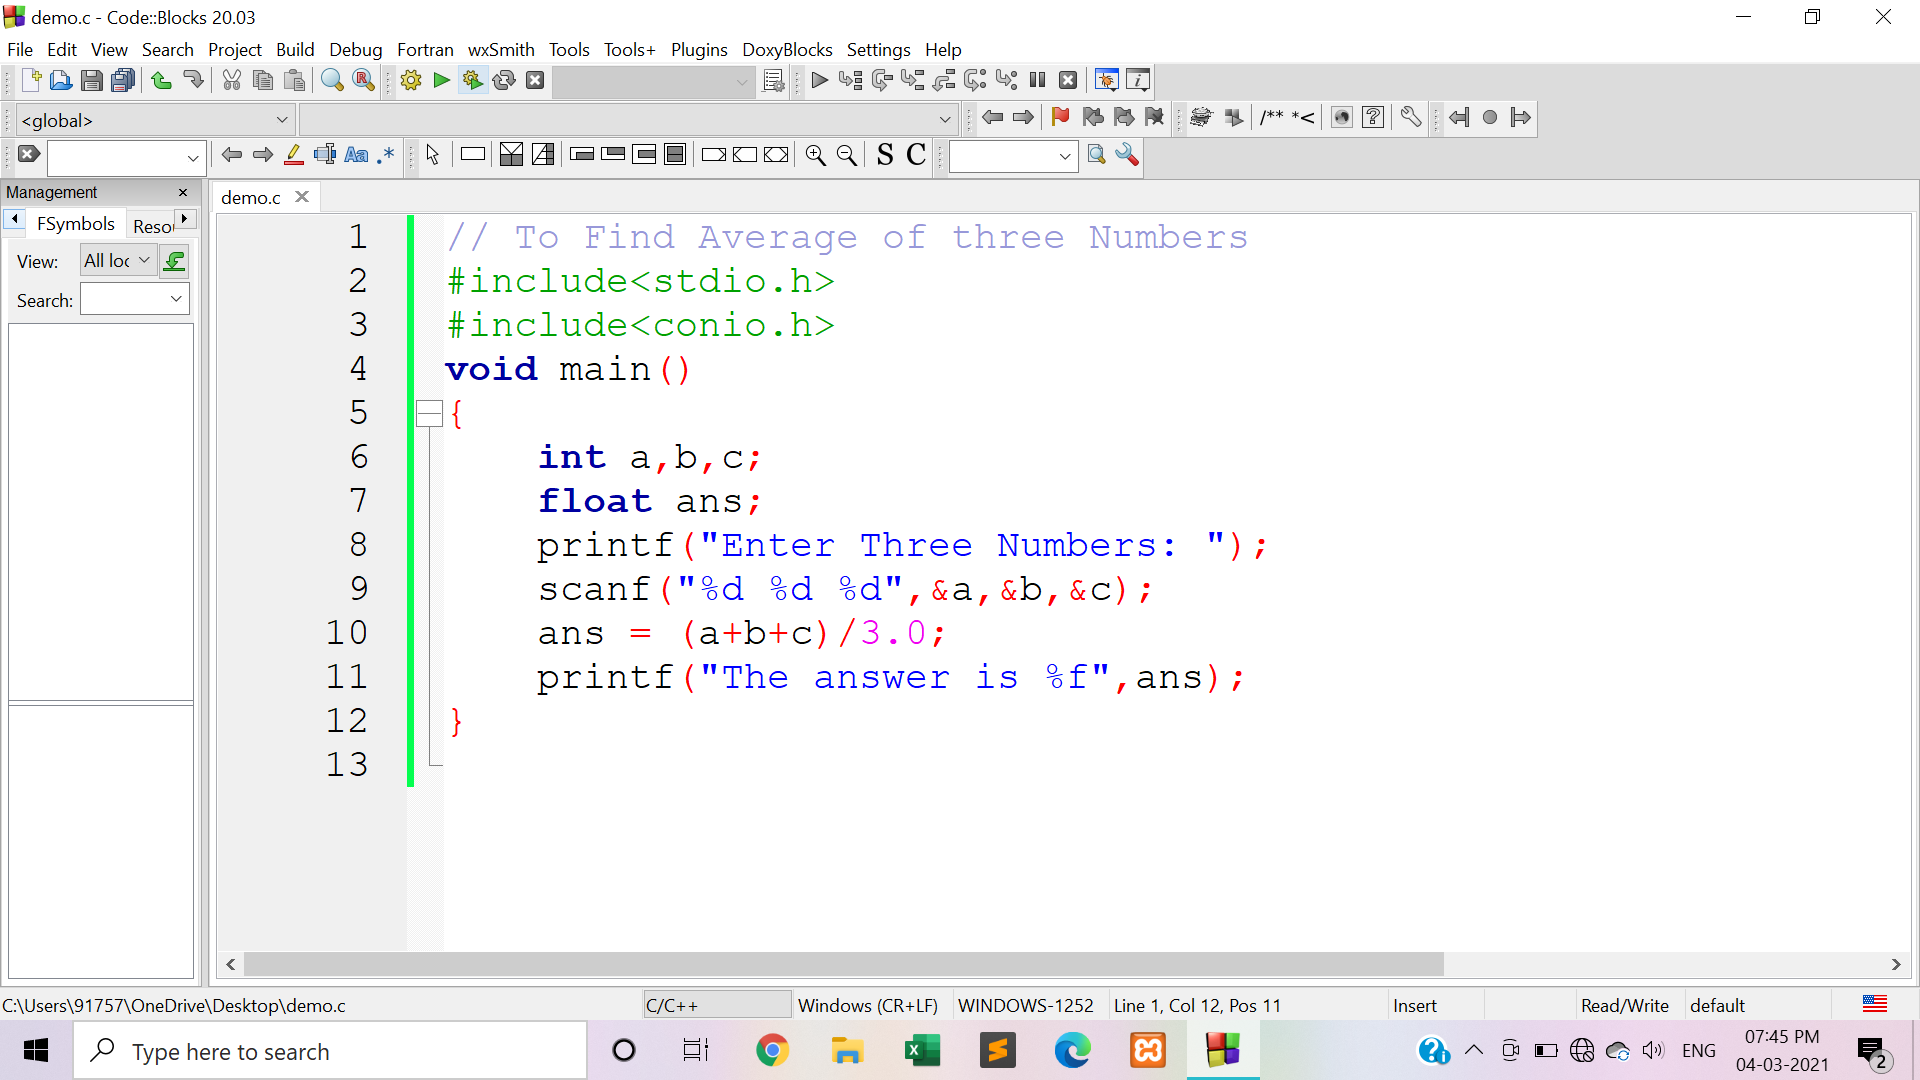 demo.c - Code::Blocks 20.03
File Edit View Search Project Build Debug Fortran wxSmith Tools Tools+ Plugins DoxyBlocks Settings Help
<global>
/** *<
Aa .* S C
Management
demo.c
FSymbols Reso
View: All loc
Search:
1 // To Find Average of three Numbers
2 #include<stdio.h>
3 #include<conio.h>
4 void main()
5 {
6 int a,b,c;
7 float ans;
8 printf("Enter Three Numbers: ");
9 scanf("%d %d %d",&a,&b,&c);
10 ans = (a+b+c)/3.0;
11 printf("The answer is %f",ans);
12 }
13
C:\Users\91757\OneDrive\Desktop\demo.c C/C++ Windows (CR+LF) WINDOWS-1252 Line 1, Col 12, Pos 11 Insert Read/Write default
Type here to search
ENG
07:45 PM
04-03-2021
2